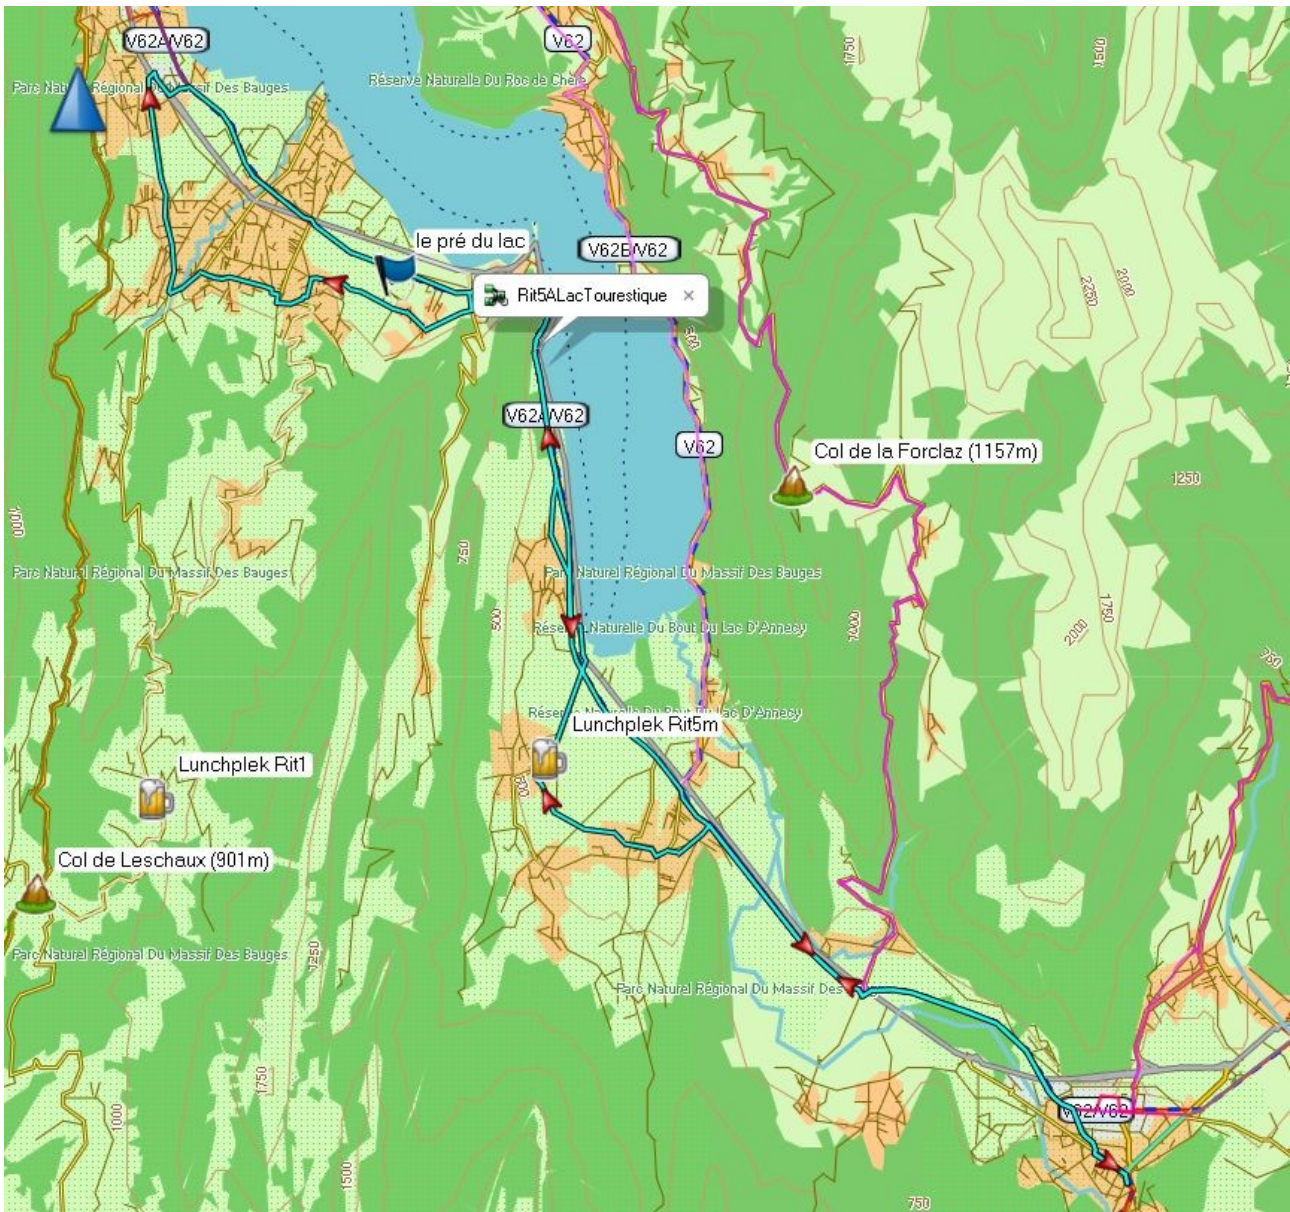 V62A/V62
V62
1750
1500
Parc Naturel Régional Du Massif Des Bauges
Réserve Naturelle Du Roc de Chère
le pré du lac
V62B/V62
Rit5ALacTourestique
2250
2000
500
V62A/V62
V62
Col de la Forclaz (1157m)
1250
1000
750
Parc Naturel Régional Du Massif Des Bauges
Parc Naturel Régional Du Massif Des Bauges
500
Réserve Naturelle Du Bout Du Lac D'Annecy
1000
2000
1750
750
Réserve Naturelle Du Bout Du Lac D'Annecy
Lunchplek Rit5m
Lunchplek Rit1
500
Col de Leschaux (901m)
Parc Naturel Régional Du Massif Des Bauges
1250
Parc Naturel Régional Du Massif Des
1750
1000
V62/V62
1500
750